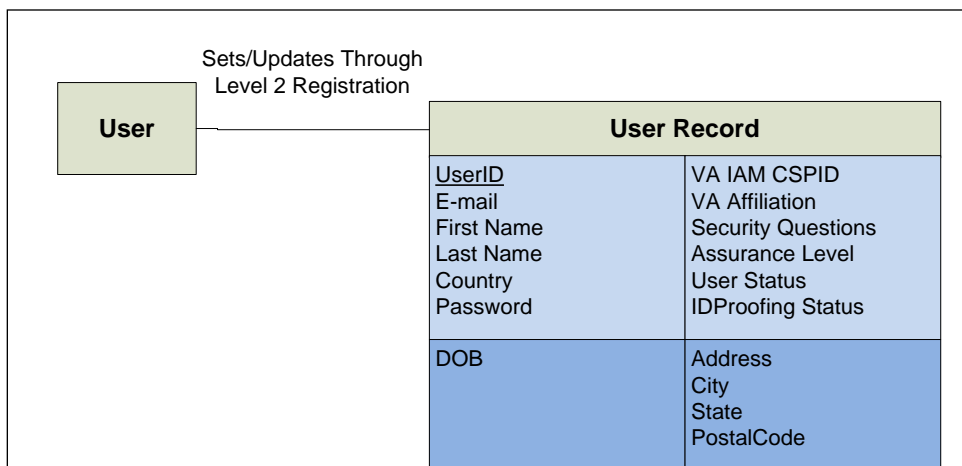 Sets/Updates Through
Level 2 Registration
User
User Record
UserID
E-mail
First Name
Last Name
Country
Password
VA IAM CSPID
VA Affiliation
Security Questions
Assurance Level
User Status
IDProofing Status
DOB
Address
City
State
PostalCode